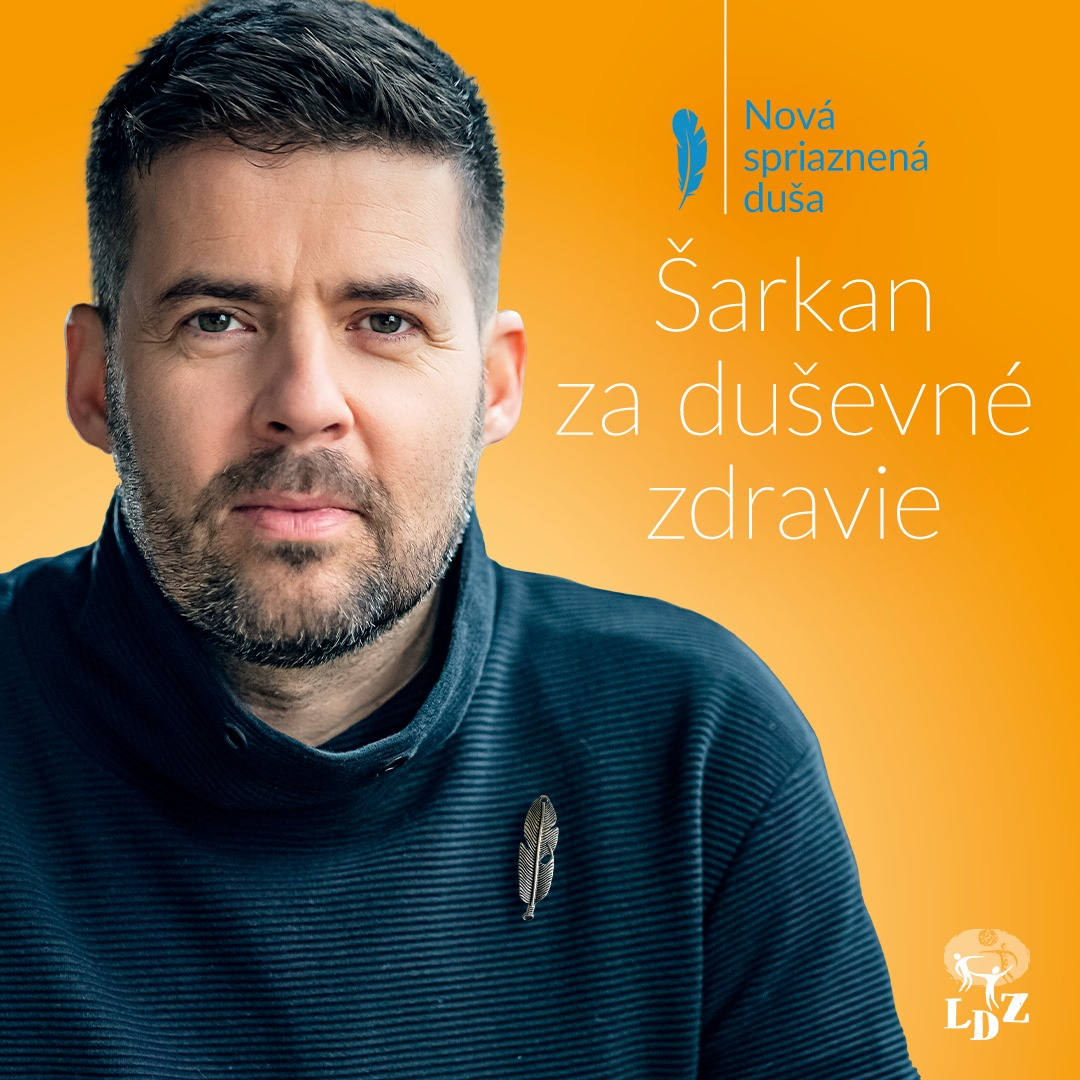 Nová
spriaznená
duša
Šarkan
za duševné
zdravie
LDZ